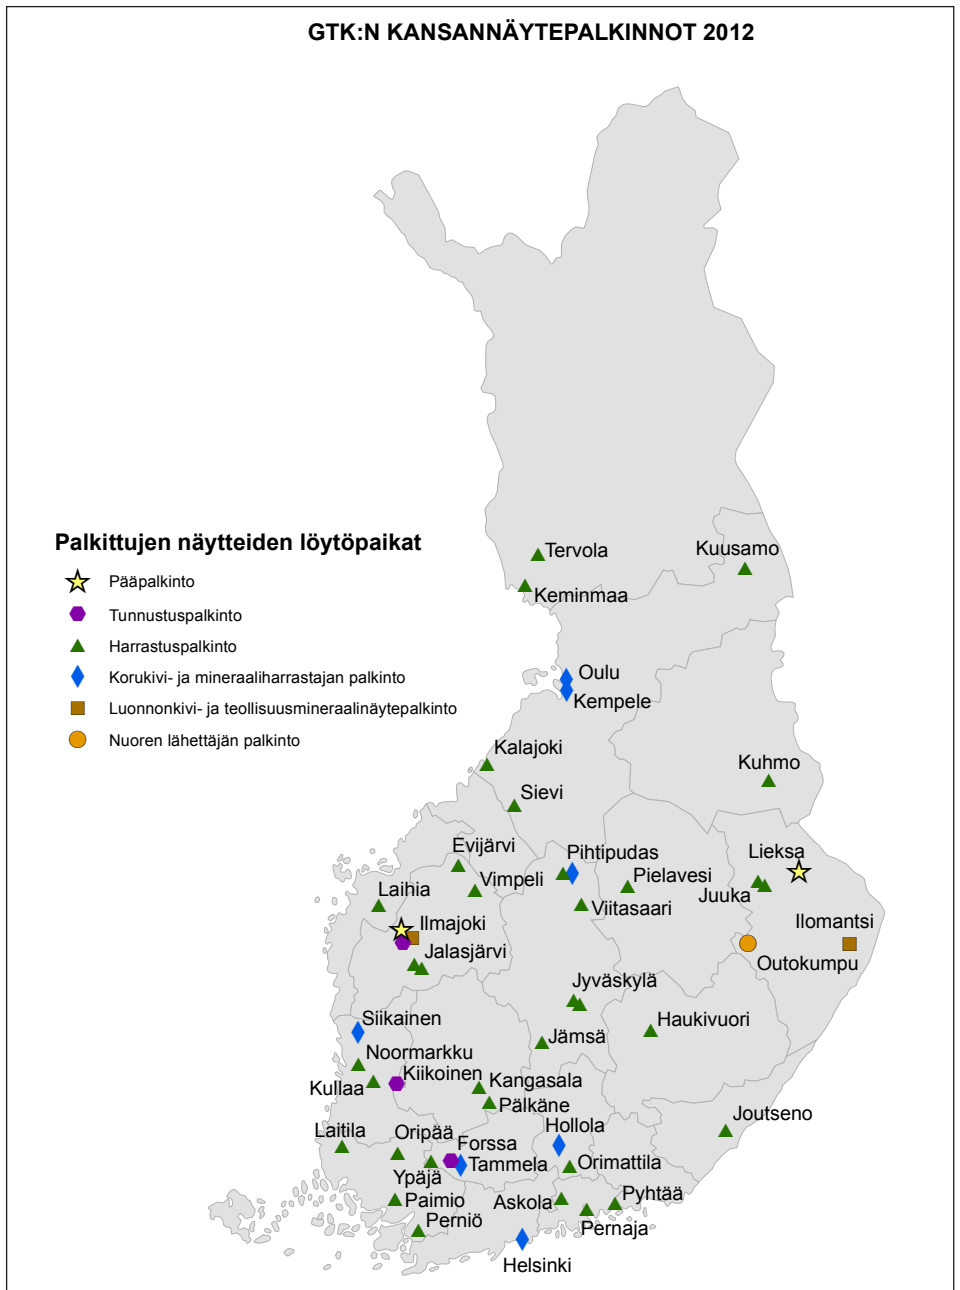 GTK:N KANSANNÄYTEPALKINNOT 2012
Palkittujen näytteiden löytöpaikat
Pääpalkinto
Tunnustuspalkinto
Harrastuspalkinto
Korukivi- ja mineraaliharrastajan palkinto
Luonnonkivi- ja teollisuusmineraalinäytepalkinto
Nuoren lähettäjän palkinto
Tervola
Kuusamo
Keminmaa
Oulu
Kempele
Kalajoki
Kuhmo
Sievi
Evijärvi
Pihtipudas
Lieksa
Vimpeli
Pielavesi
Juuka
Laihia
Viitasaari
Ilmajoki
Ilomantsi
Jalasjärvi
Outokumpu
Jyväskylä
Siikainen
Haukivuori
Jämsä
Noormarkku
Kiikoinen
Kullaa
Kangasala
Pälkäne
Joutseno
Hollola
Laitila
Oripää
Forssa
Tammela
Orimattila
Ypäjä
Paimio
Askola
Pyhtää
Perniö
Pernaja
Helsinki